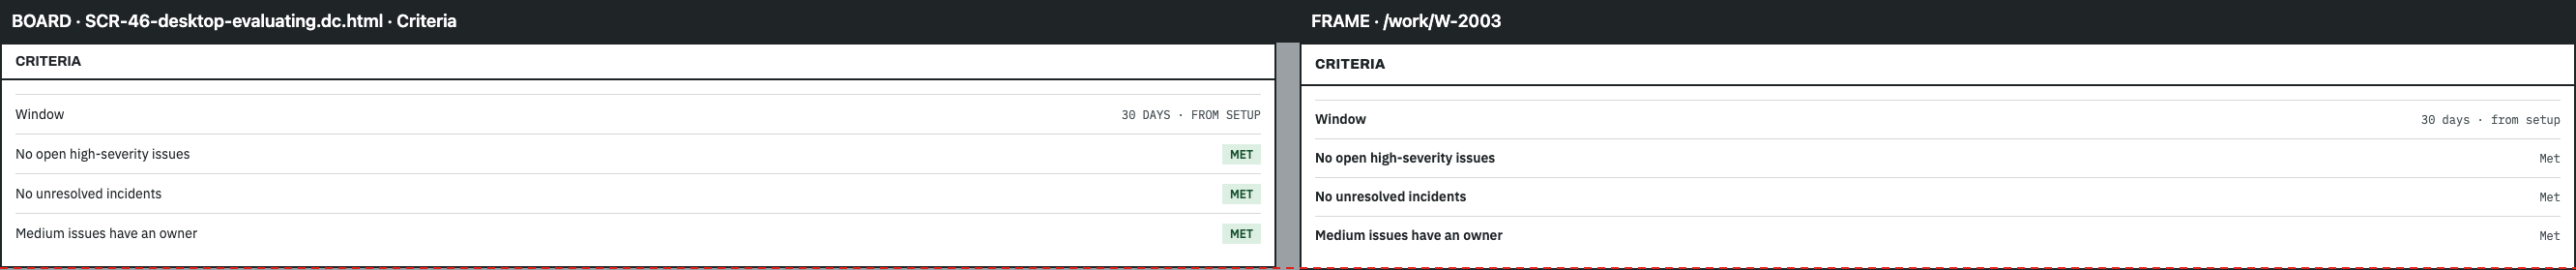 BOARD · SCR-46-desktop-evaluating.dc.html · Criteria
CRITERIA
Window 30 DAYS · FROM SETUP
No open high-severity issues MET
No unresolved incidents MET
Medium issues have an owner MET
FRAME · /work/W-2003
CRITERIA
Window 30 days · from setup
No open high-severity issues Met
No unresolved incidents Met
Medium issues have an owner Met